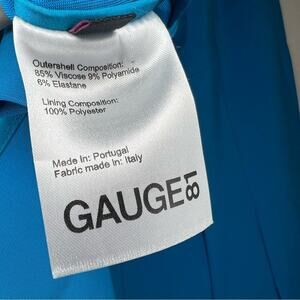 Outershell Composition:
85% Viscose 9% Polyamide
6% Elastane
Lining Composition:
100% Polyester
Made in: Portugal
Fabric made in: Italy
GAUGE81